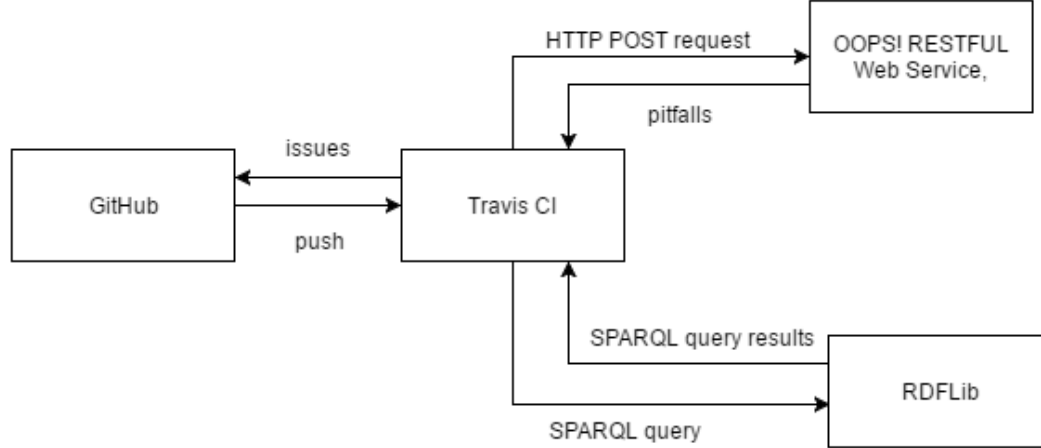 HTTP POST request
OOPS! RESTFUL
Web Service,
pitfalls
issues
GitHub
Travis CI
push
SPARQL query results
RDFLib
SPARQL query